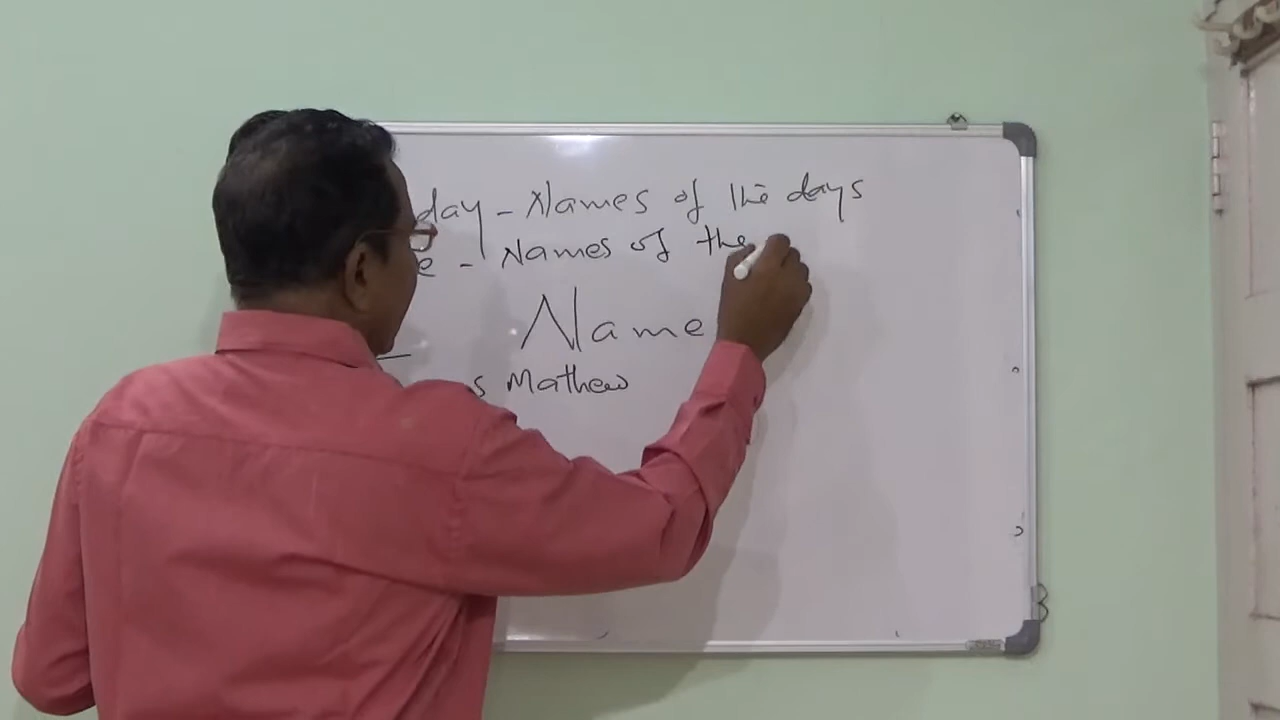 day - Names of the days
e - Names of the
Name
s Mathew